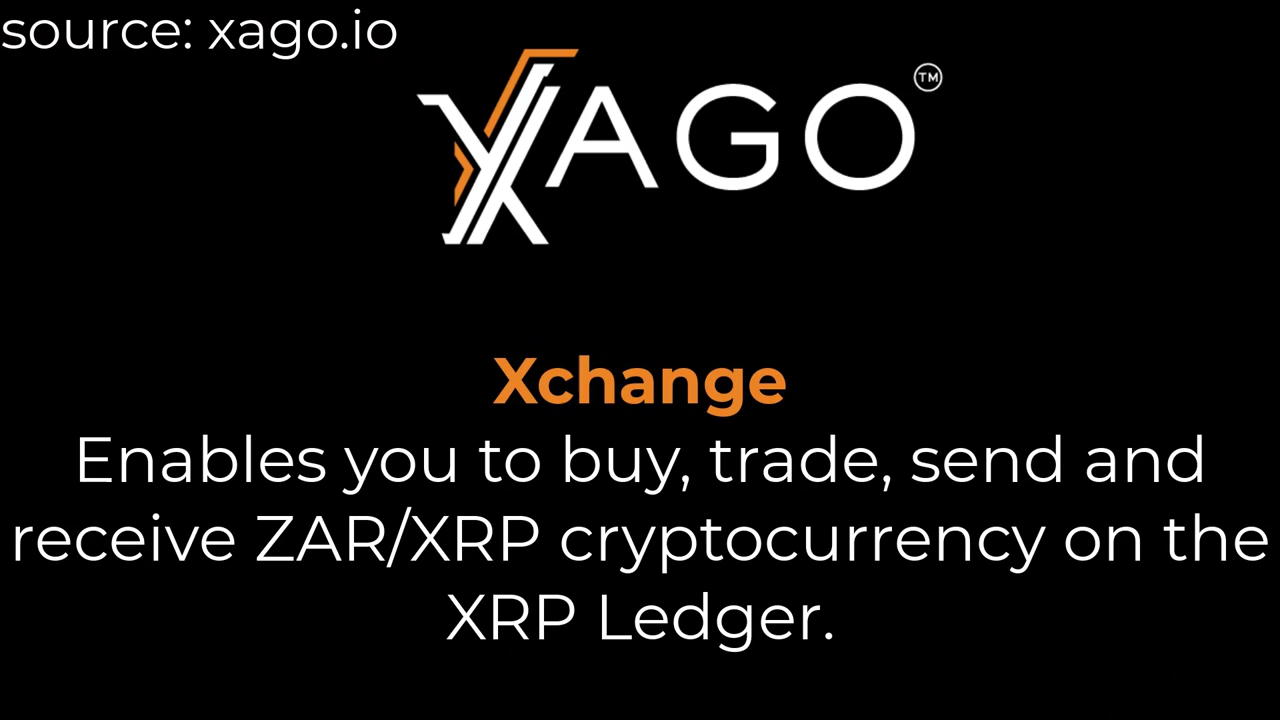 source: xago.io
XAGO™
Xchange
Enables you to buy, trade, send and
receive ZAR/XRP cryptocurrency on the
XRP Ledger.